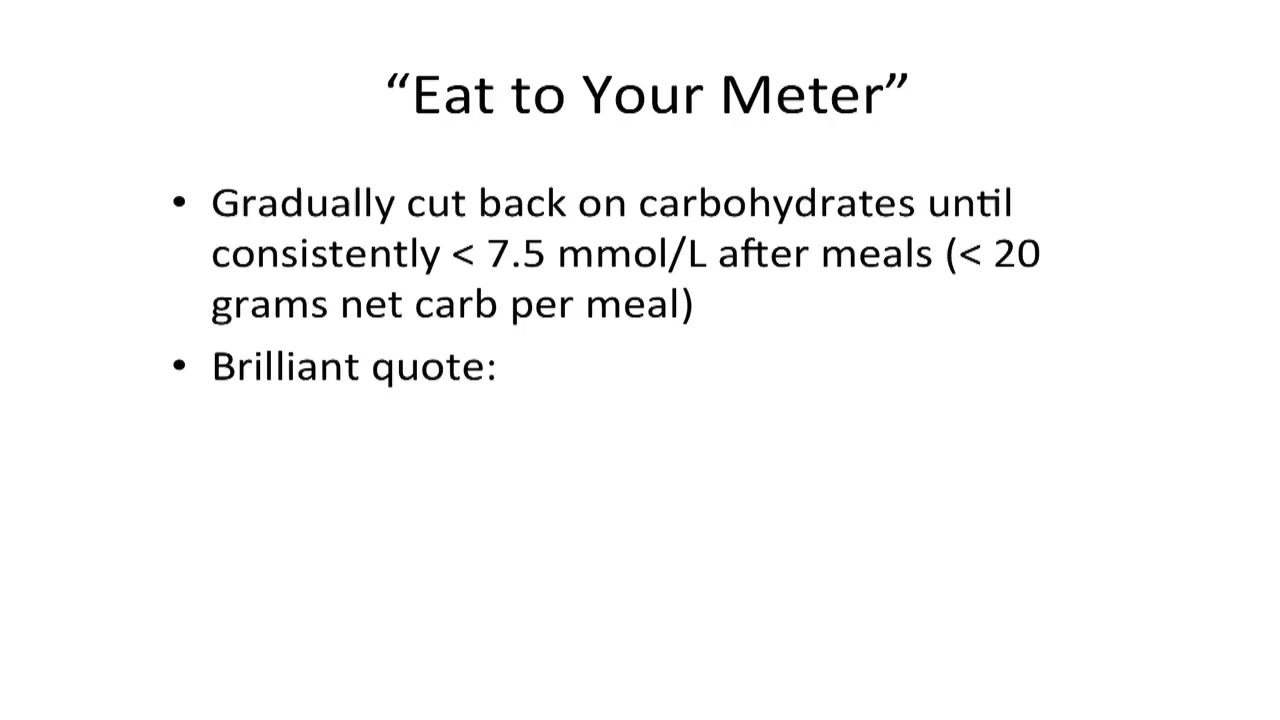 “Eat to Your Meter”
• Gradually cut back on carbohydrates until
consistently < 7.5 mmol/L after meals (< 20
grams net carb per meal)
• Brilliant quote: